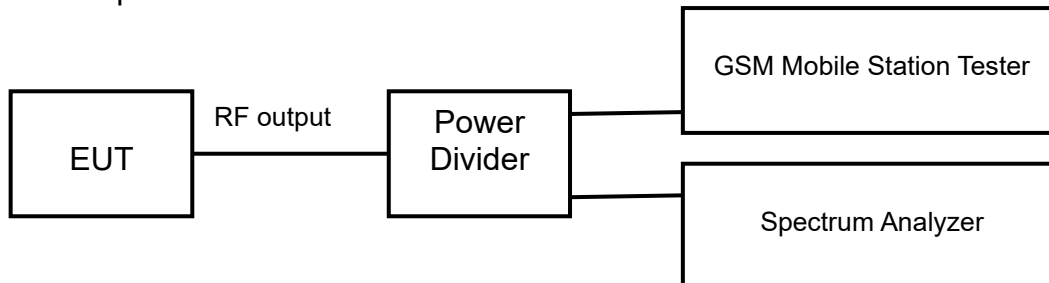 GSM Mobile Station Tester
RF output
EUT
Power
Divider
Spectrum Analyzer